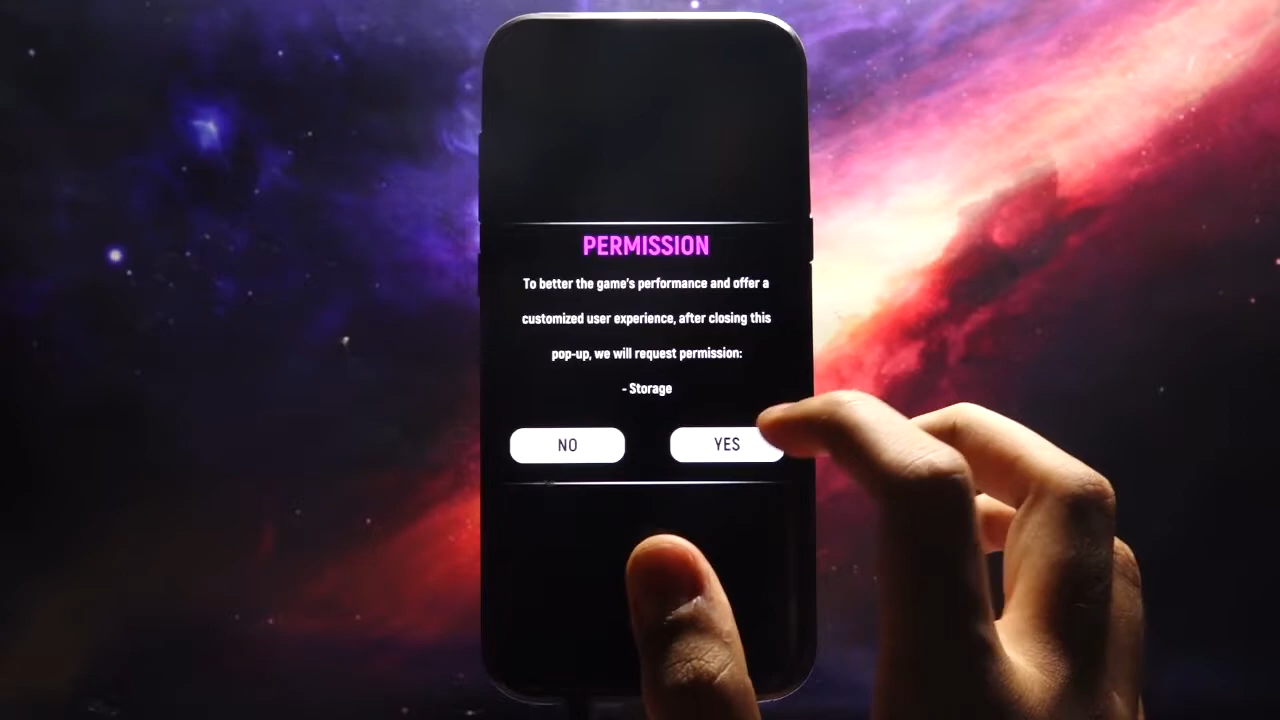 PERMISSION
To better the game's performance and offer a
customized user experience, after closing this
pop-up, we will request permission:
- Storage
NO
YES